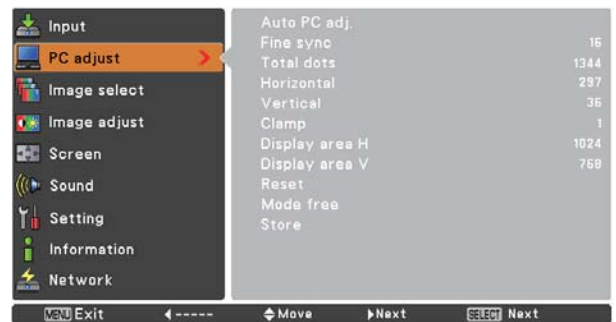 Input
PC adjust
Image select
Image adjust
Screen
Sound
Setting
Information
Network
Auto PC adj.
Fine sync 16
Total dots 1344
Horizontal 297
Vertical 36
Clamp 1
Display area H 1024
Display area V 768
Reset
Mode free
Store
MENU Exit ◀ ----- ◆ Move ▶ Next SELECT Next